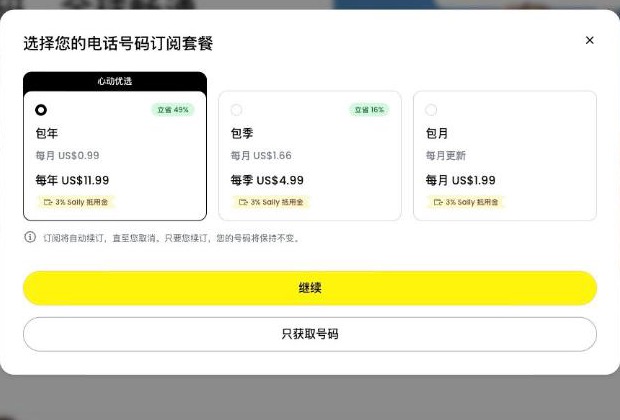 选择您的电话号码订阅套餐
心动优选
立省 49%
包年
每月 US$0.99
每年 US$11.99
3% Saily 抵用金
立省 16%
包季
每月 US$1.66
每季 US$4.99
3% Saily 抵用金
包月
每月更新
每月 US$1.99
3% Saily 抵用金
订阅将自动续订，直至您取消。只要您续订，您的号码将保持不变。
继续
只获取号码